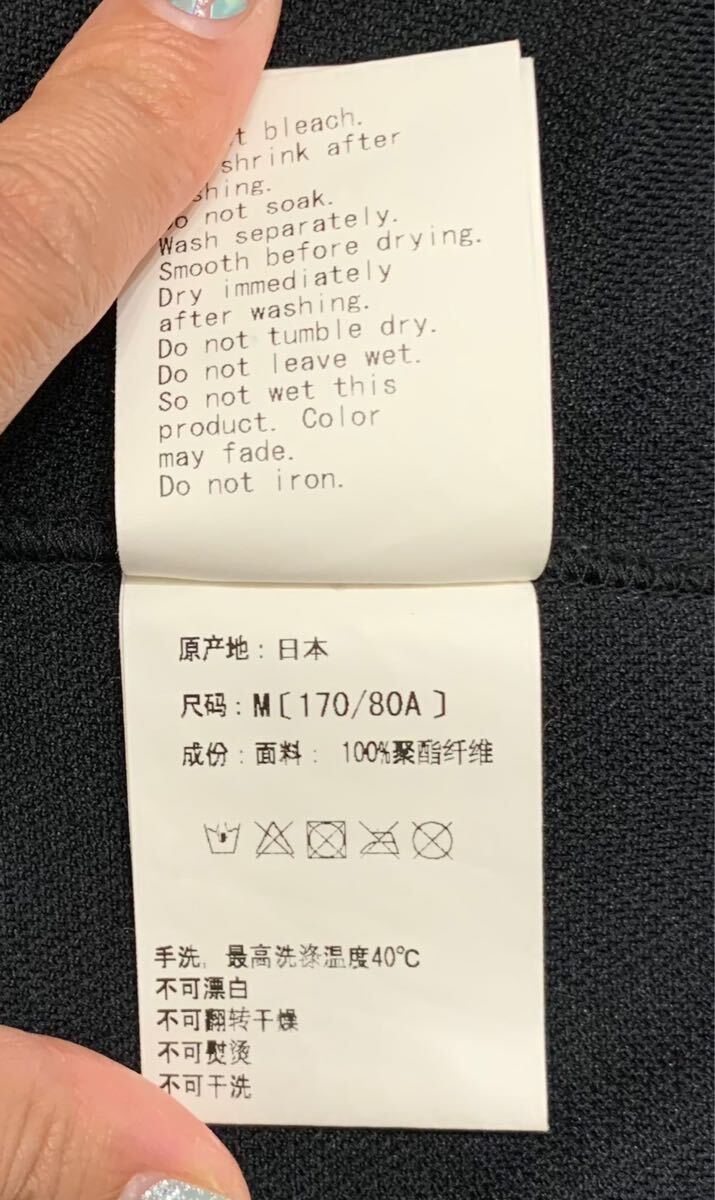 bleach.
shrink after
not soak.
Wash separately.
Smooth before drying.
Dry immediately
after washing.
Do not tumble dry.
Do not leave wet.
So not wet this
product. Color
may fade.
Do not iron.
原产地：日本
尺码：M〔170/80A〕
成份：面料： 100%聚酯纤维
手洗，最高洗涤温度40℃
不可漂白
不可翻转干燥
不可熨烫
不可干洗